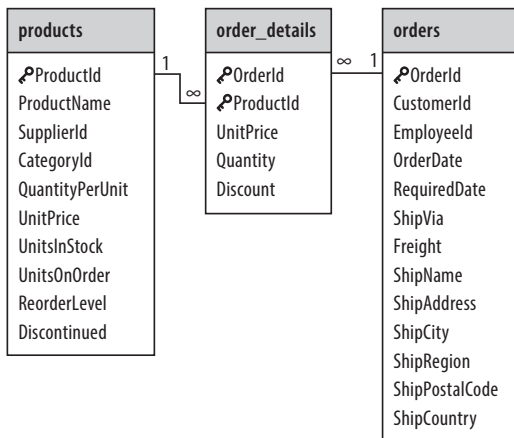 products
ProductId
ProductName
SupplierId
CategoryId
QuantityPerUnit
UnitPrice
UnitsInStock
UnitsOnOrder
ReorderLevel
Discontinued
1
∞
order_details
OrderId
ProductId
UnitPrice
Quantity
Discount
∞
1
orders
OrderId
CustomerId
EmployeeId
OrderDate
RequiredDate
ShipVia
Freight
ShipName
ShipAddress
ShipCity
ShipRegion
ShipPostalCode
ShipCountry